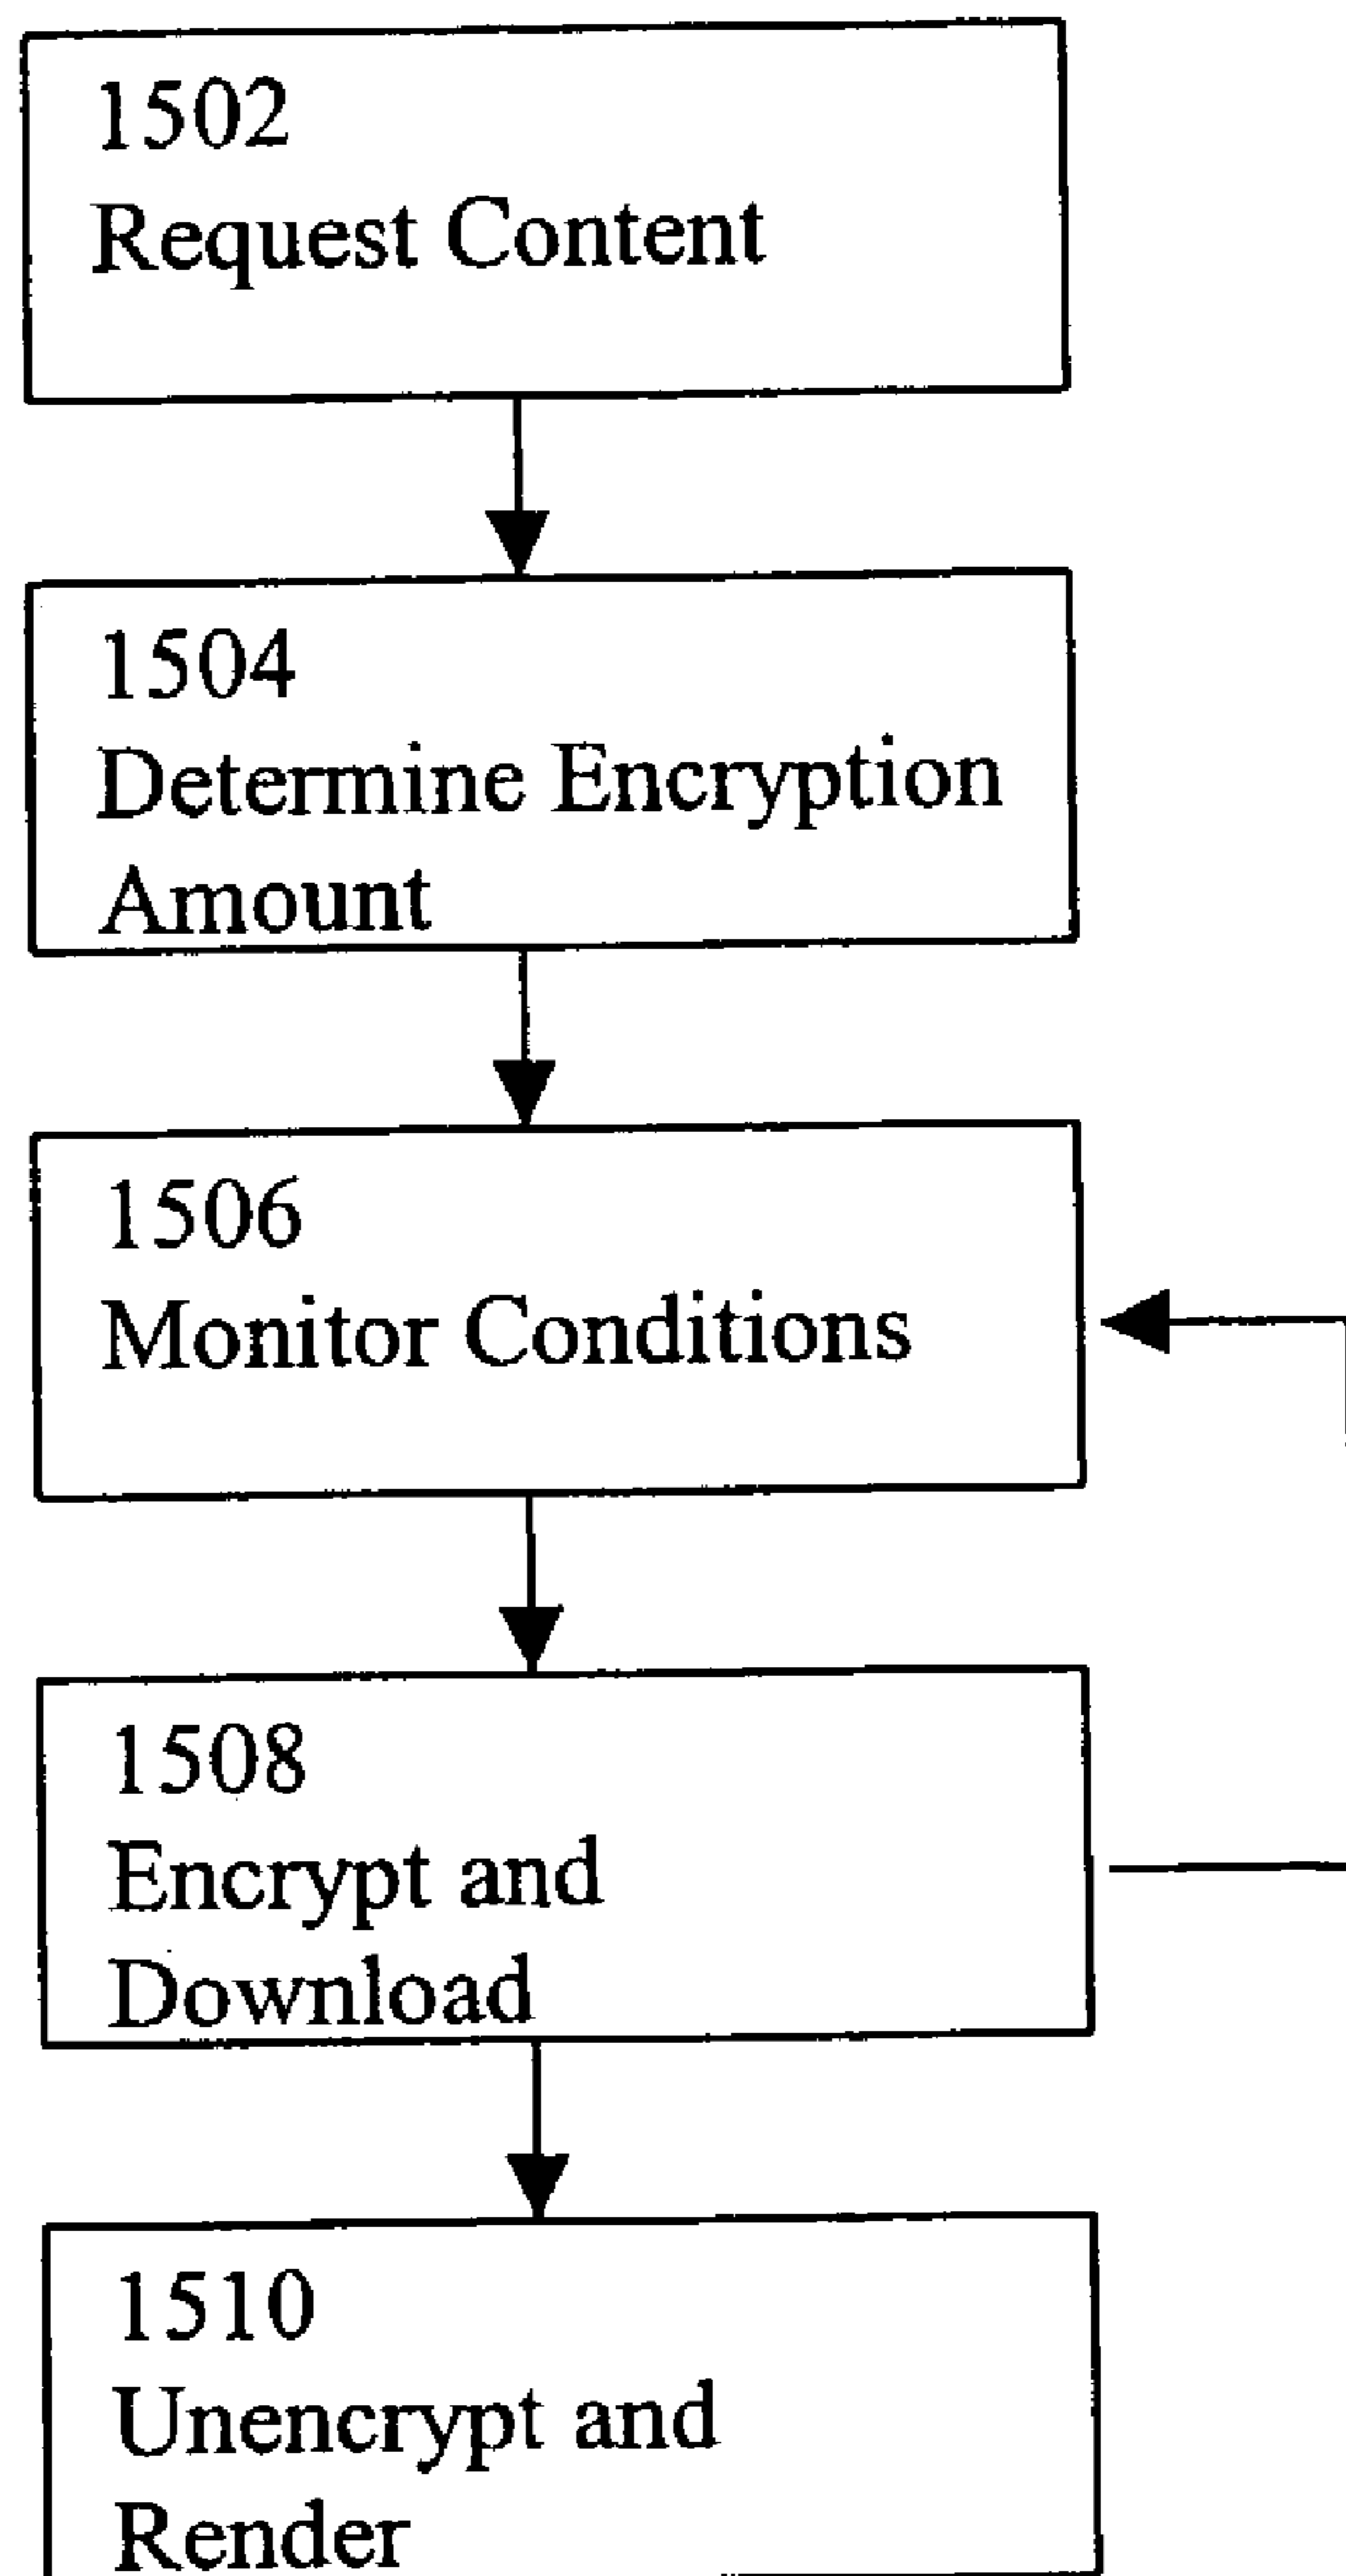 1502
Request Content
1504
Determine Encryption
Amount
1506
Monitor Conditions
1508
Encrypt and
Download
1510
Unencrypt and
Render